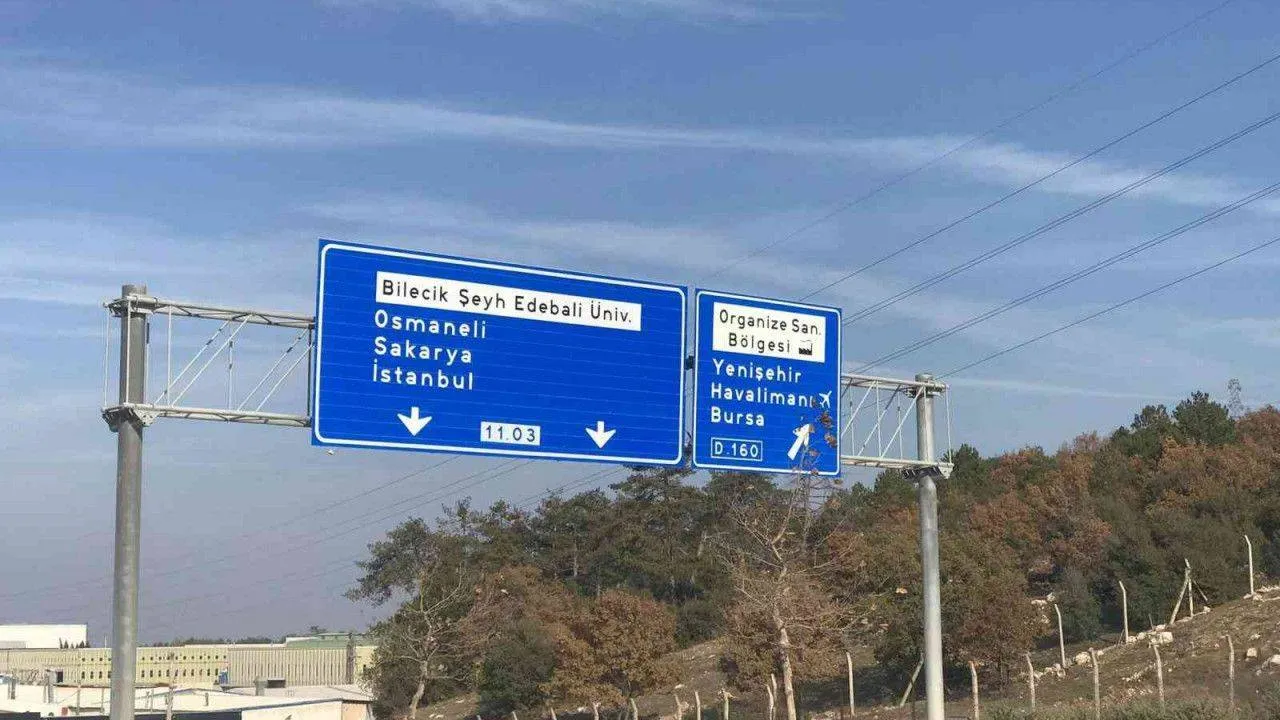 Bilecik Şeyh Edebali Üniv.
Osmaneli
Sakarya
İstanbul
11.03
Organize San.
Bölgesi
Yenişehir
Havalimanı
Bursa
D.160